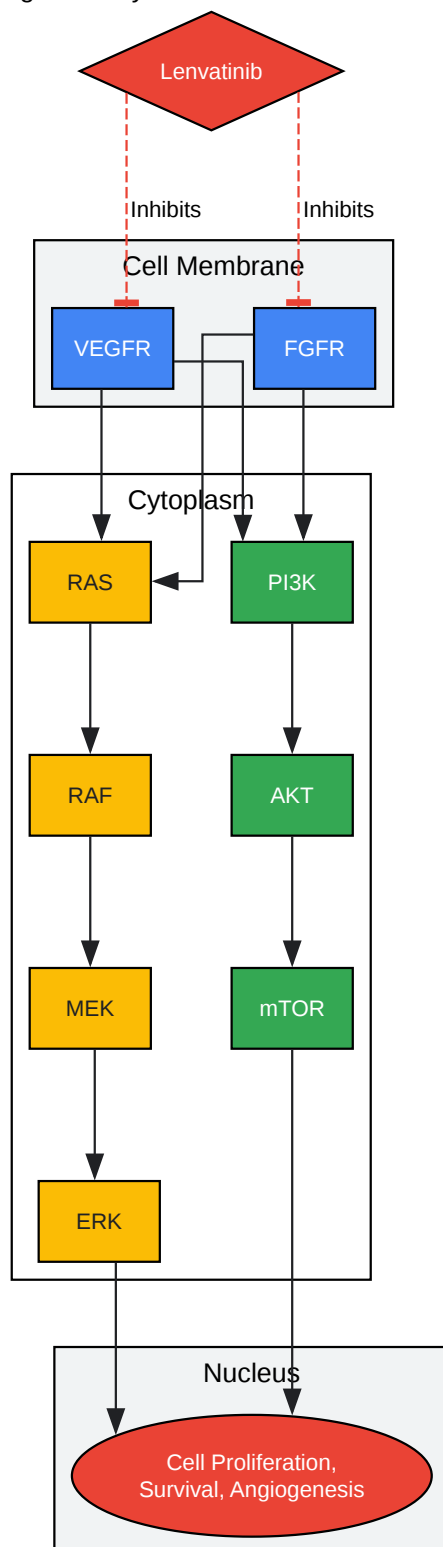 Lenvatinib
Inhibits Inhibits
Cell Membrane
VEGFR FGFR
Cytoplasm
RAS PI3K
RAF AKT
MEK mTOR
ERK
Nucleus
Cell Proliferation,
Survival, Angiogenesis